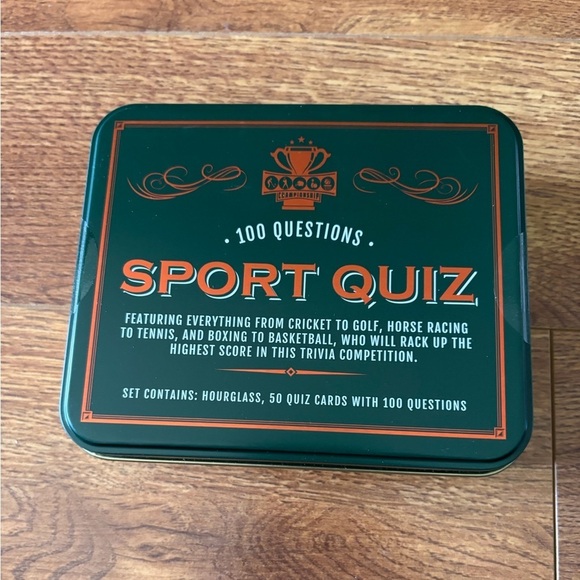 CHAMPIONSHIP
· 100 QUESTIONS ·
SPORT QUIZ
FEATURING EVERYTHING FROM CRICKET TO GOLF, HORSE RACING
TO TENNIS, AND BOXING TO BASKETBALL, WHO WILL RACK UP THE
HIGHEST SCORE IN THIS TRIVIA COMPETITION.
SET CONTAINS: HOURGLASS, 50 QUIZ CARDS WITH 100 QUESTIONS